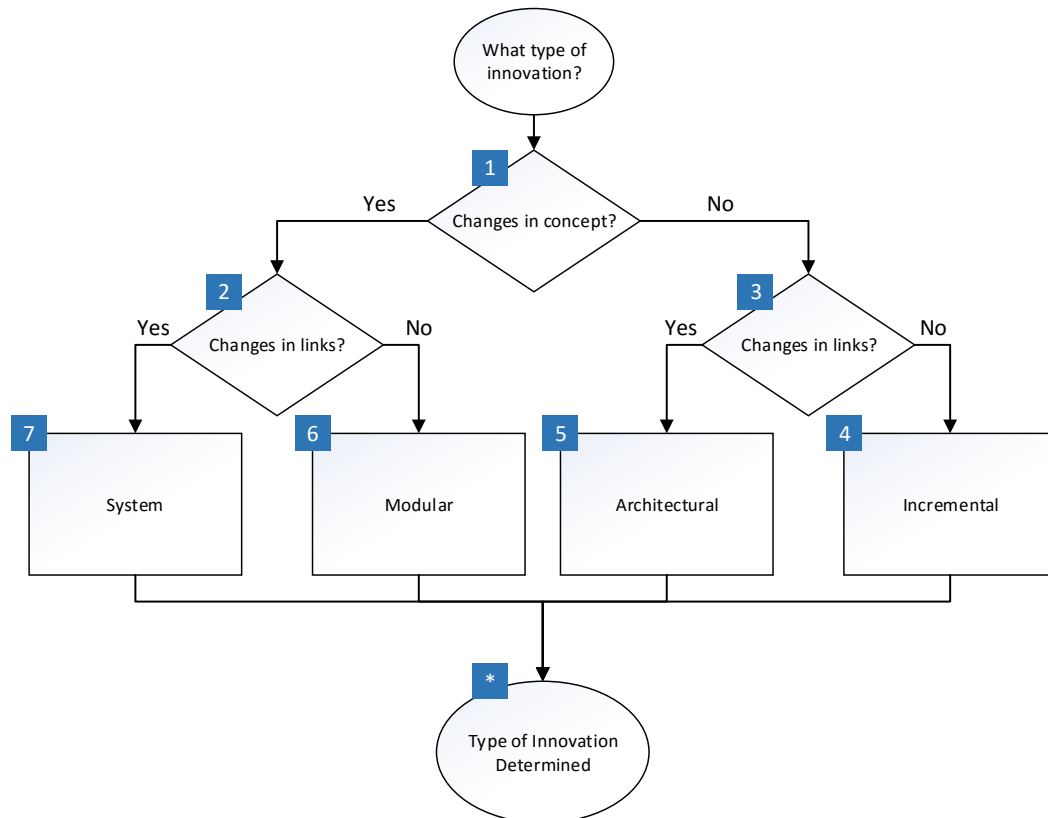 What type of
innovation?
1
Changes in concept?
Yes
No
2
Changes in links?
Yes
No
3
Changes in links?
Yes
No
7
System
6
Modular
5
Architectural
4
Incremental
*
Type of Innovation
Determined